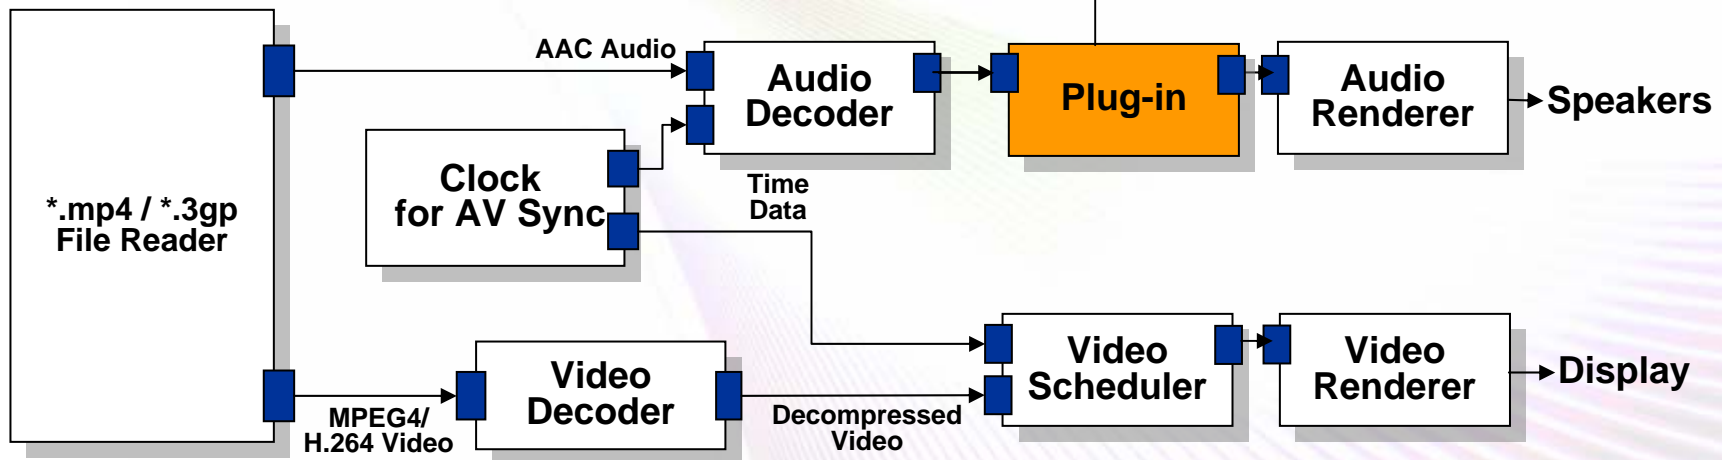 AAC Audio
Audio
Decoder
Plug-in
Audio
Renderer
Speakers
Clock
for AV Sync
Time
Data
*.mp4 / *.3gp
File Reader
Video
Decoder
MPEG4/
H.264 Video
Decompressed
Video
Video
Scheduler
Video
Renderer
Display